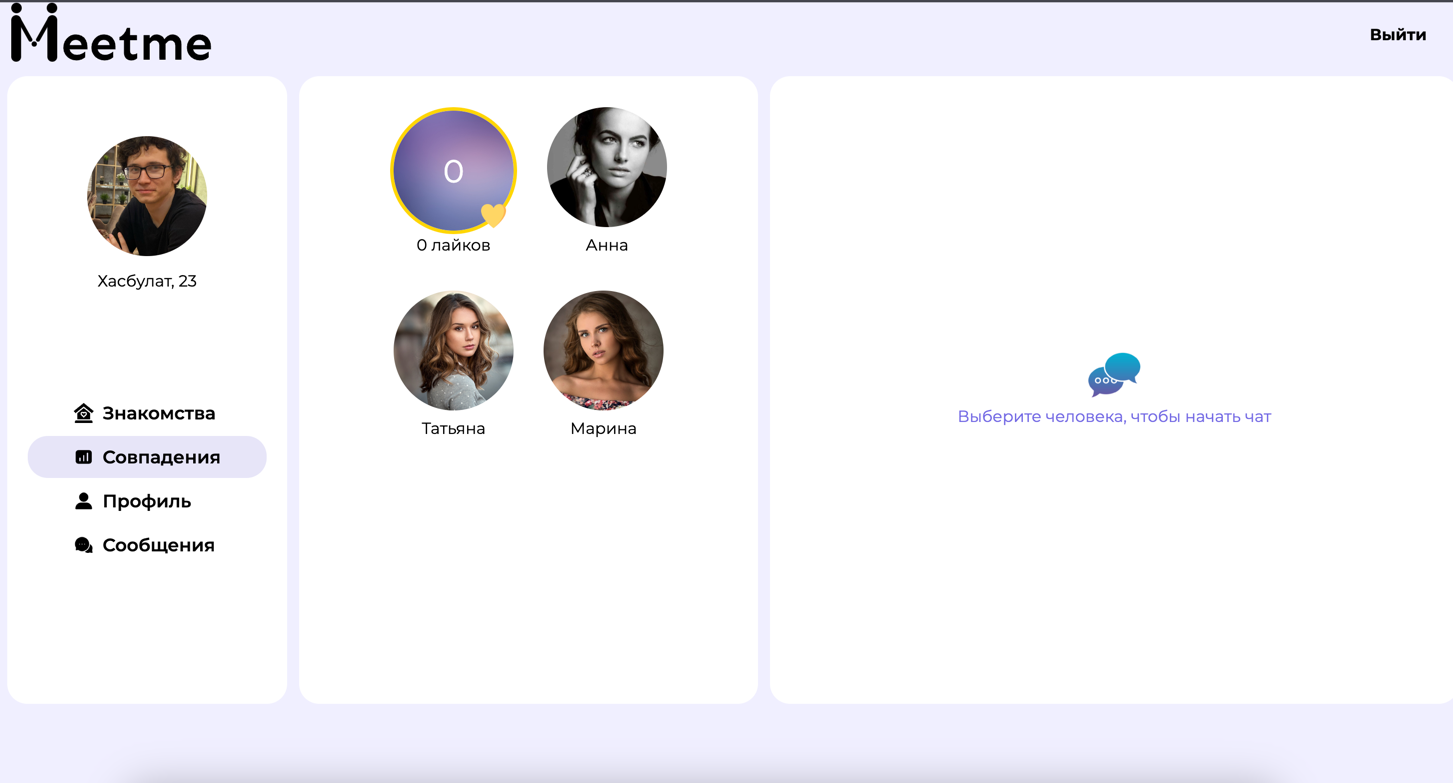 Meetme
Выйти
Хасбулат, 23
Знакомства
Совпадения
Профиль
Сообщения
0
0 лайков
Анна
Татьяна
Марина
Выберите человека, чтобы начать чат